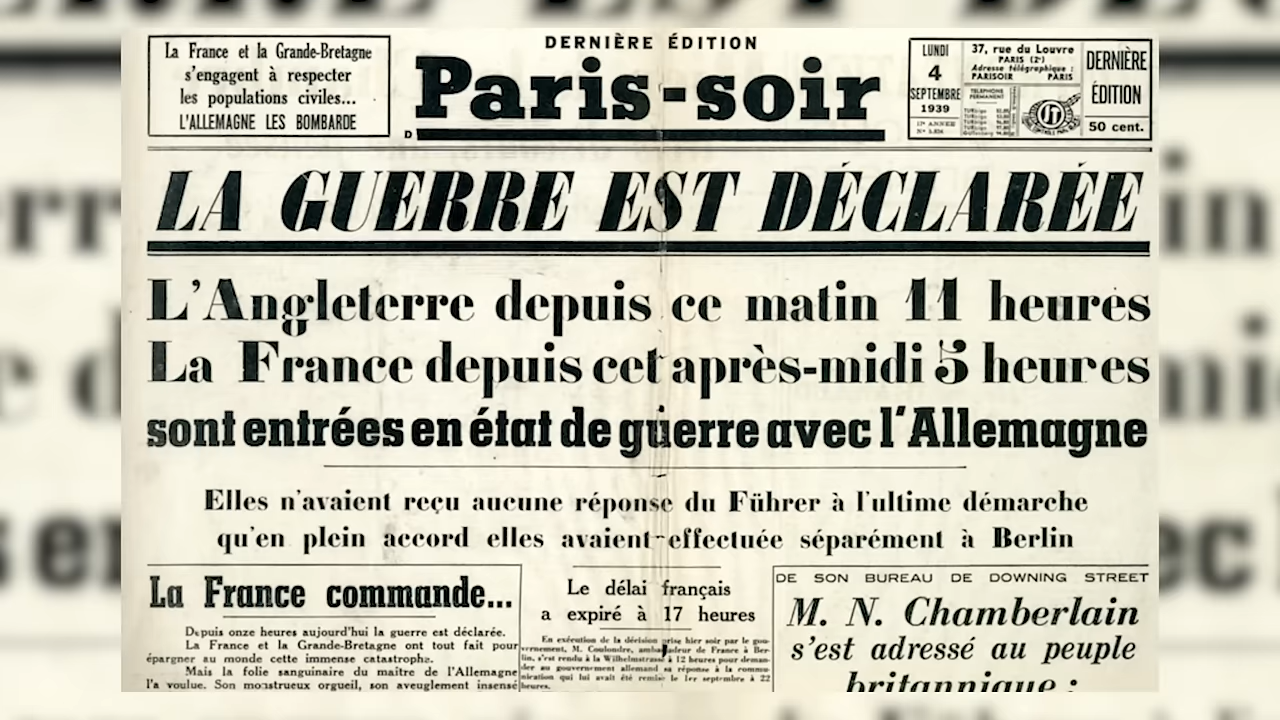 DERNIÈRE ÉDITION
La France et la Grande-Bretagne
s'engagent à respecter
les populations civiles...
L'ALLEMAGNE LES BOMBARDE
Paris-soir
D
LUNDI
4
SEPTEMBRE
1939
17e ANNÉE
37, rue du Louvre
PARIS (2e)
Adresse télégraphique :
PARISOIR PARIS
TÉLÉPHONE
PERMANENT
DERNIÈRE
ÉDITION
50 cent.
LA GUERRE EST DÉCLARÉE
L'Angleterre depuis ce matin 11 heures
La France depuis cet après-midi 5 heures
sont entrées en état de guerre avec l'Allemagne
Elles n'avaient reçu aucune réponse du Führer à l'ultime démarche
qu'en plein accord elles avaient effectuée séparément à Berlin
La France commande...
Depuis onze heures aujourd'hui la guerre est déclarée.
La France et la Grande-Bretagne ont tout fait pour
épargner au monde cette immense catastrophe.
Mais la folie sanguinaire du maître de l'Allemagne
l'a voulue. Son monstrueux orgueil, son aveuglement insensé
Le délai français
a expiré à 17 heures
En exécution de la décision prise hier soir par le gou-
vernement, M. Coulondre, ambassadeur de France à Ber-
lin, s'est rendu à la Wilhelmstrasse à 12 heures pour deman-
der au gouvernement allemand sa réponse à la commu-
nication qui lui avait été remise le 1er septembre à 22
heures.
DE SON BUREAU DE DOWNING STREET
M. N. Chamberlain
s'est adressé au peuple
britannique :